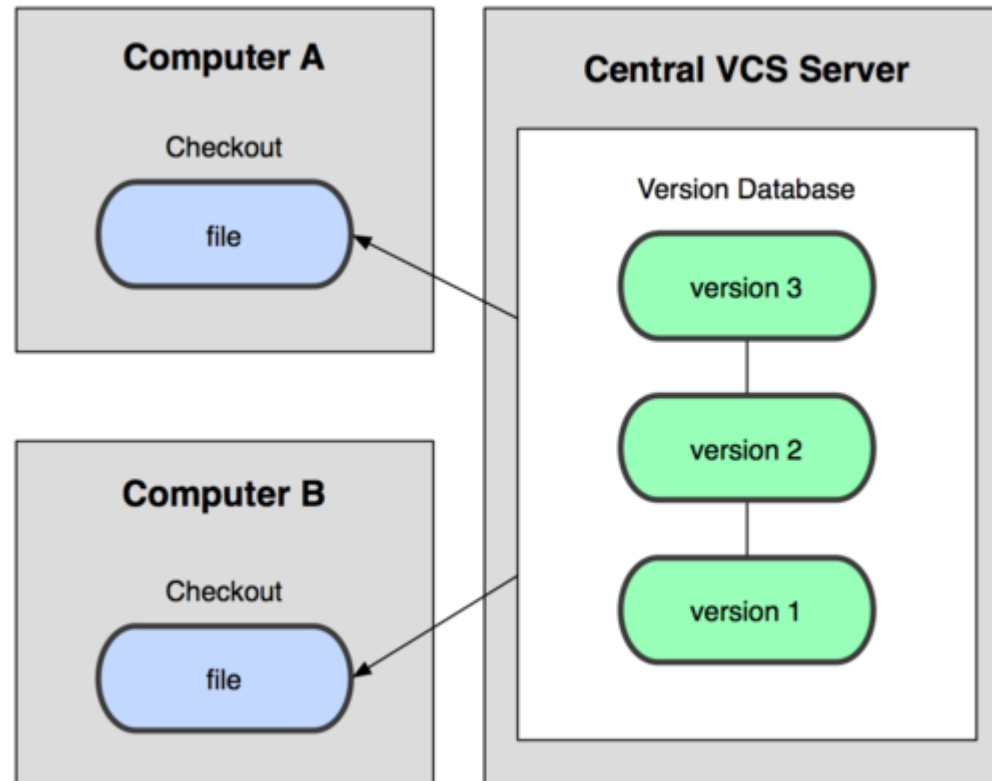 Computer A
Checkout
file
Computer B
Checkout
file
Central VCS Server
Version Database
version 3
version 2
version 1